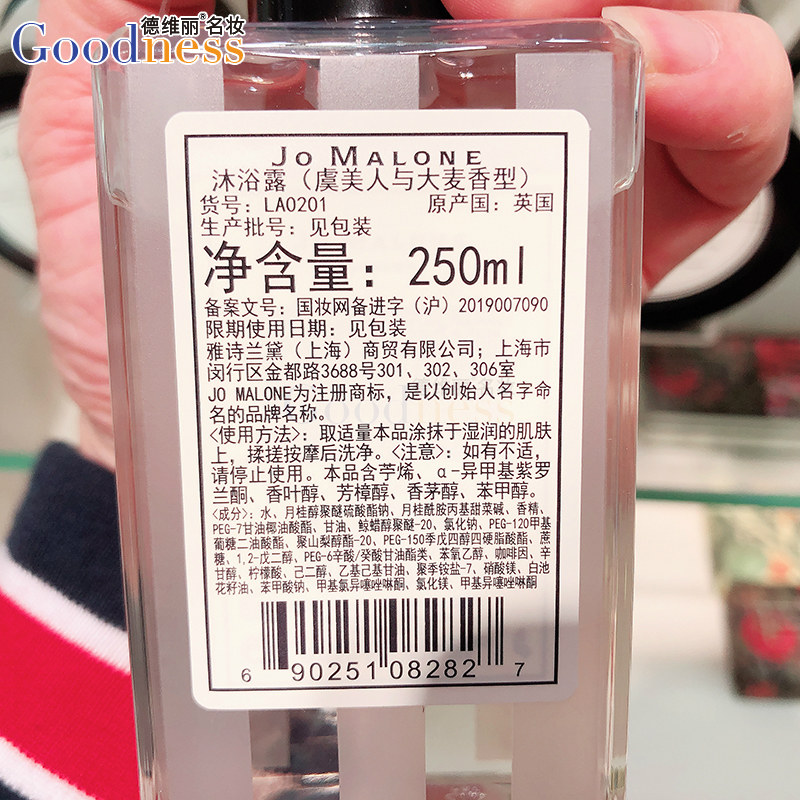 德维丽®名妆
Goodness
JO MALONE
沐浴露（虞美人与大麦香型）
货号：LA0201 原产国：英国
生产批号：见包装
净含量：250ml
备案文号：国妆网备进字（沪）2019007090
限期使用日期：见包装
雅诗兰黛（上海）商贸有限公司；上海市
闵行区金都路3688号301、302、306室
JO MALONE为注册商标，是以创始人名字命
名的品牌名称。
Goodness
<使用方法>：取适量本品涂抹于湿润的肌肤
上，揉搓按摩后洗净。<注意>：如有不适，
请停止使用。本品含苧烯、α-异甲基紫罗
兰酮、香叶醇、芳樟醇、香茅醇、苯甲醇。
<成分>：水、月桂醇聚醚硫酸酯钠、月桂酰胺丙基甜菜碱、香精、
PEG-7甘油椰油酸酯、甘油、鲸蜡醇聚醚-20、氯化钠、PEG-120甲基
葡糖二油酸酯、聚山梨醇酯-20、PEG-150季戊四醇四硬脂酸酯、蔗
糖、1,2-戊二醇、PEG-6辛酸/癸酸甘油酯类、苯氧乙醇、咖啡因、辛
甘醇、柠檬酸、己二醇、乙基己基甘油、聚季铵盐-7、硝酸镁、白池
花籽油、苯甲酸钠、甲基氯异噻唑啉酮、氯化镁、甲基异噻唑啉酮
6 90251 08282 7